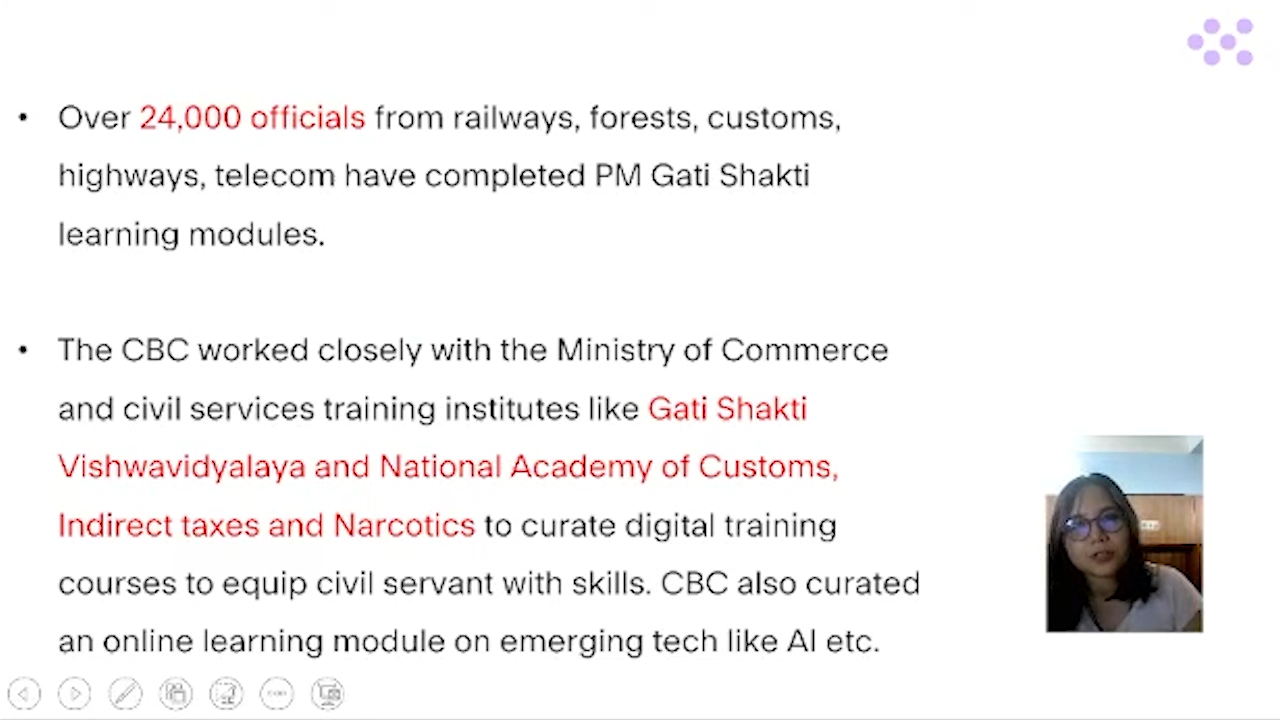 • Over 24,000 officials from railways, forests, customs,
highways, telecom have completed PM Gati Shakti
learning modules.
• The CBC worked closely with the Ministry of Commerce
and civil services training institutes like Gati Shakti
Vishwavidyalaya and National Academy of Customs,
Indirect taxes and Narcotics to curate digital training
courses to equip civil servant with skills. CBC also curated
an online learning module on emerging tech like AI etc.